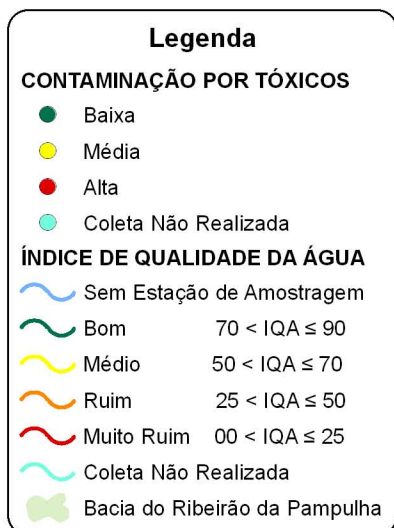 Legenda
CONTAMINAÇÃO POR TÓXICOS
Baixa
Média
Alta
Coleta Não Realizada
ÍNDICE DE QUALIDADE DA ÁGUA
Sem Estação de Amostragem
Bom 70 < IQA ≤ 90
Médio 50 < IQA ≤ 70
Ruim 25 < IQA ≤ 50
Muito Ruim 00 < IQA ≤ 25
Coleta Não Realizada
Bacia do Ribeirão da Pampulha